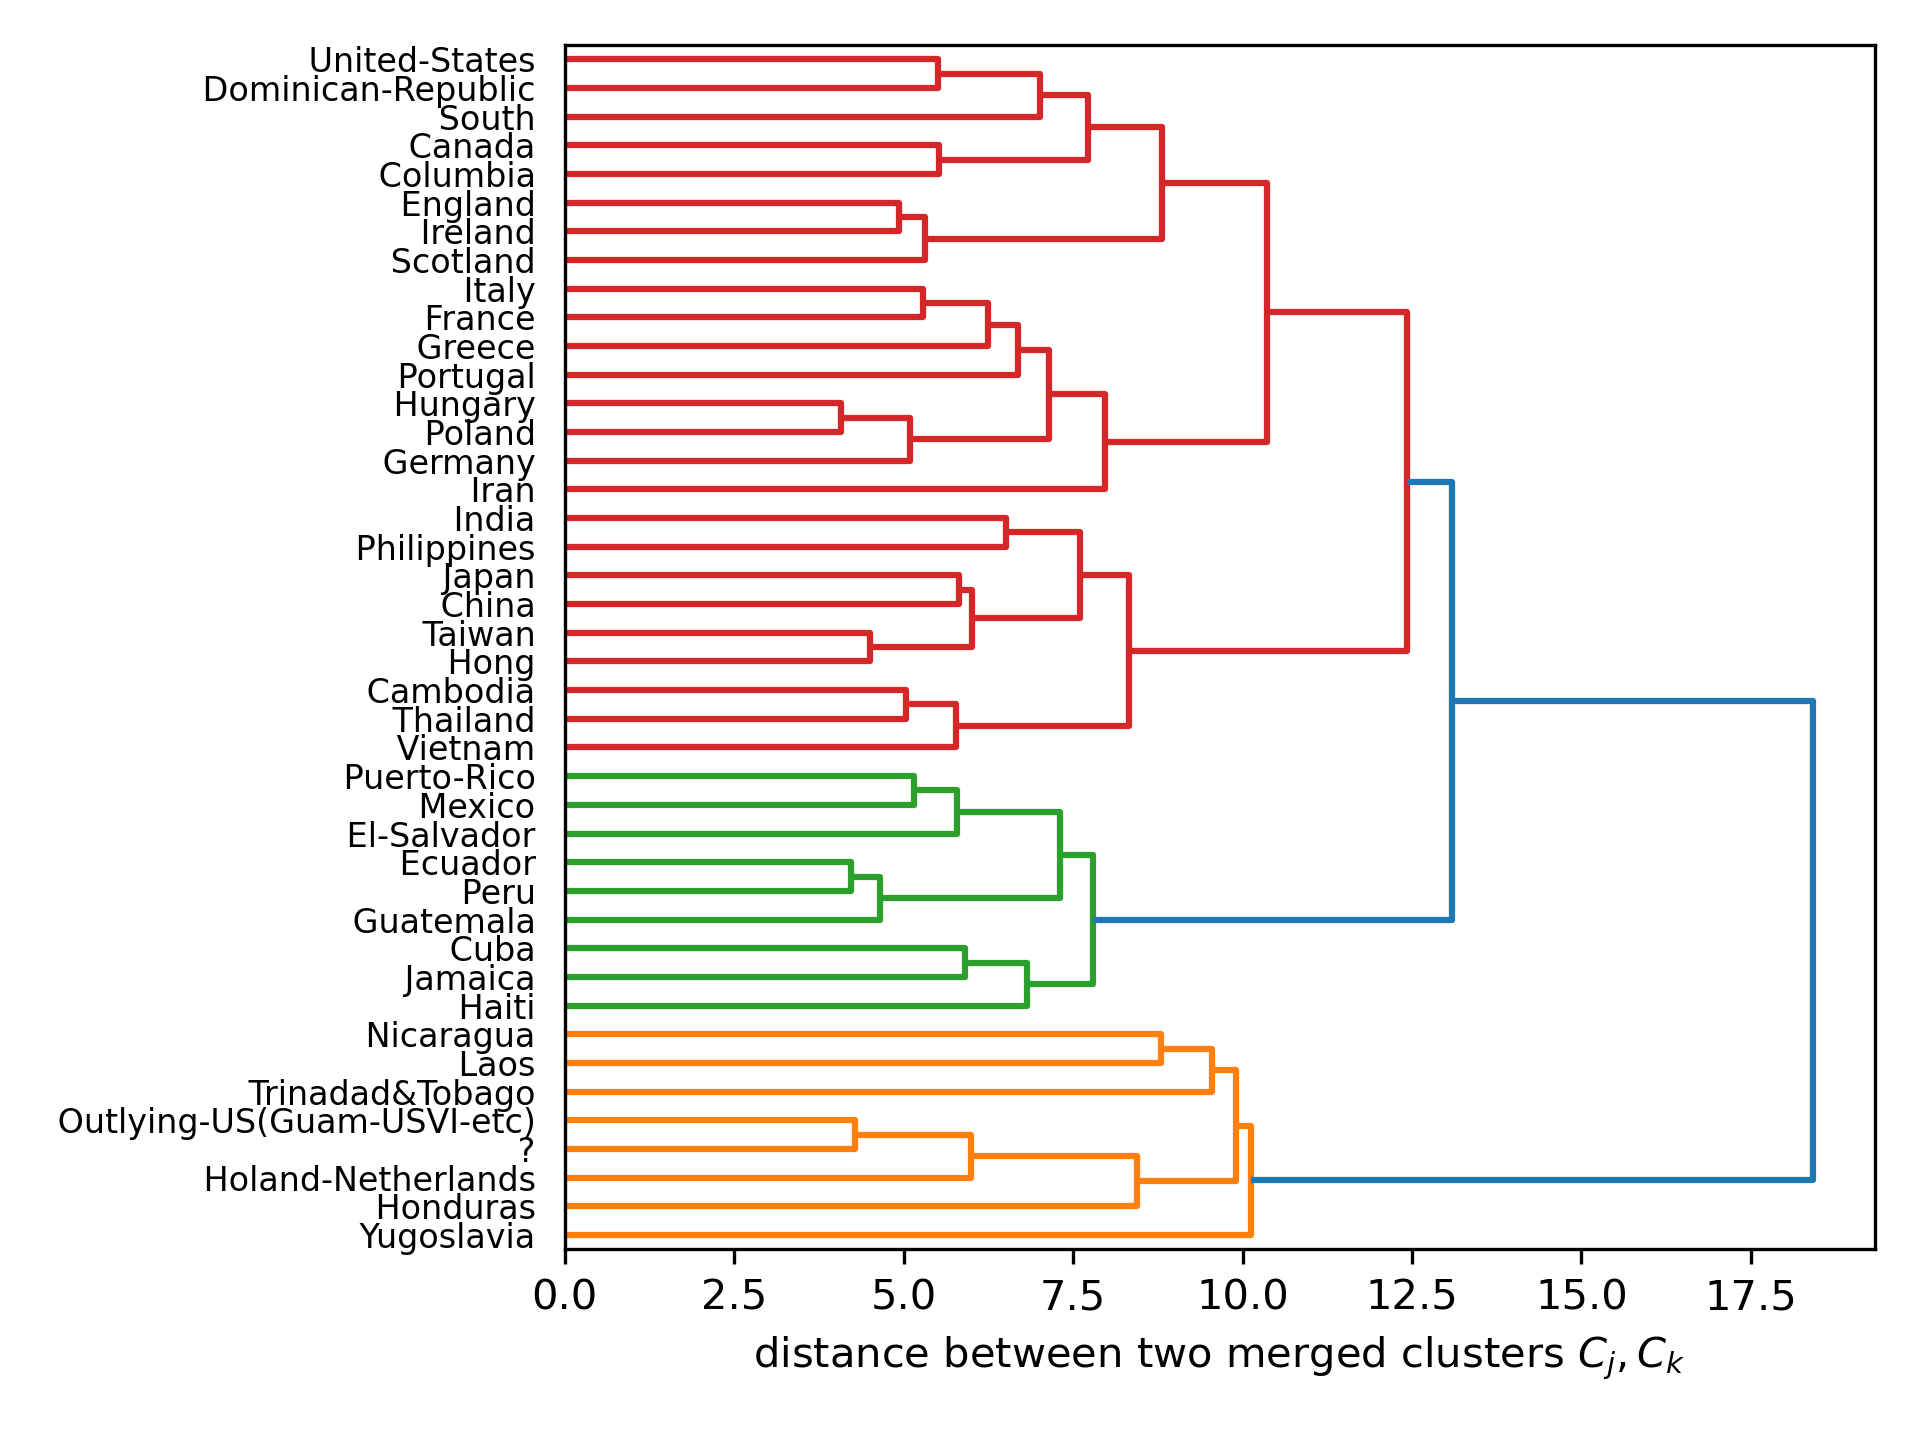 United-States
Dominican-Republic
South
Canada
Columbia
England
Ireland
Scotland
Italy
France
Greece
Portugal
Hungary
Poland
Germany
Iran
India
Philippines
Japan
China
Taiwan
Hong
Cambodia
Thailand
Vietnam
Puerto-Rico
Mexico
El-Salvador
Ecuador
Peru
Guatemala
Cuba
Jamaica
Haiti
Nicaragua
Laos
Trinadad&Tobago
Outlying-US(Guam-USVI-etc)
?
Holand-Netherlands
Honduras
Yugoslavia
0.0 2.5 5.0 7.5 10.0 12.5 15.0 17.5
distance between two merged clusters C_j, C_k